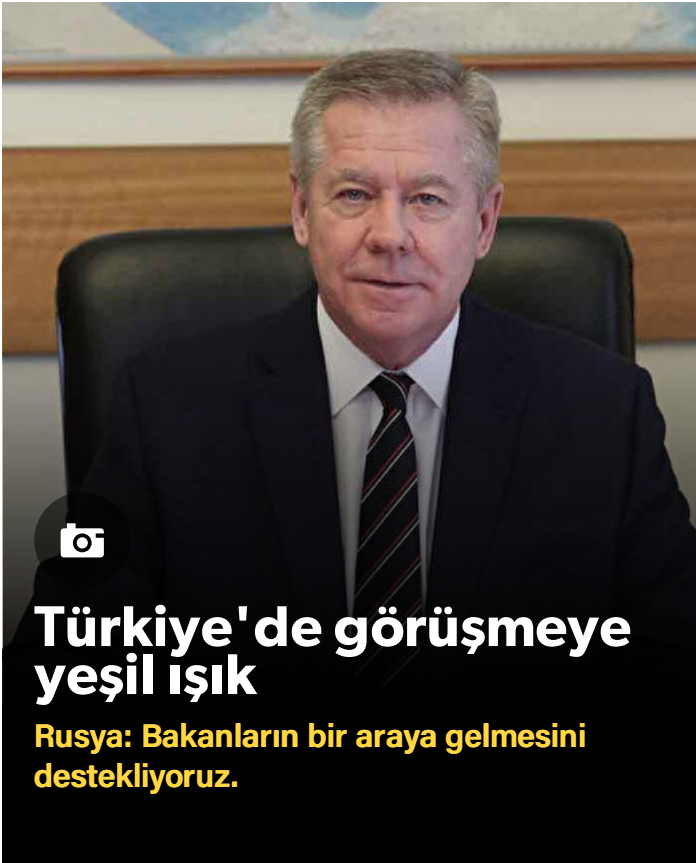 Türkiye'de görüşmeye
yeşil ışık
Rusya: Bakanların bir araya gelmesini
destekliyoruz.